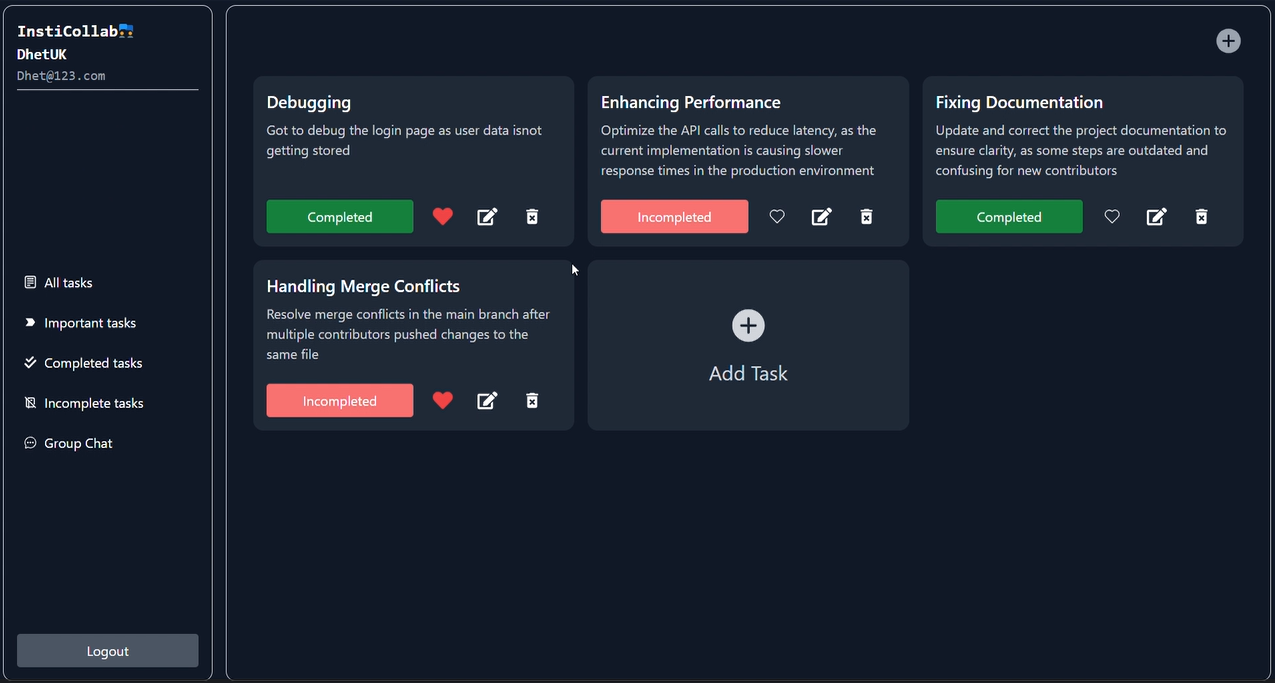 InstiCollab
DhetUK
Dhet@123.com
All tasks
Important tasks
Completed tasks
Incomplete tasks
Group Chat
Logout
Debugging
Got to debug the login page as user data isnot
getting stored
Completed
Enhancing Performance
Optimize the API calls to reduce latency, as the
current implementation is causing slower
response times in the production environment
Incompleted
Fixing Documentation
Update and correct the project documentation to
ensure clarity, as some steps are outdated and
confusing for new contributors
Completed
Handling Merge Conflicts
Resolve merge conflicts in the main branch after
multiple contributors pushed changes to the
same file
Incompleted
Add Task